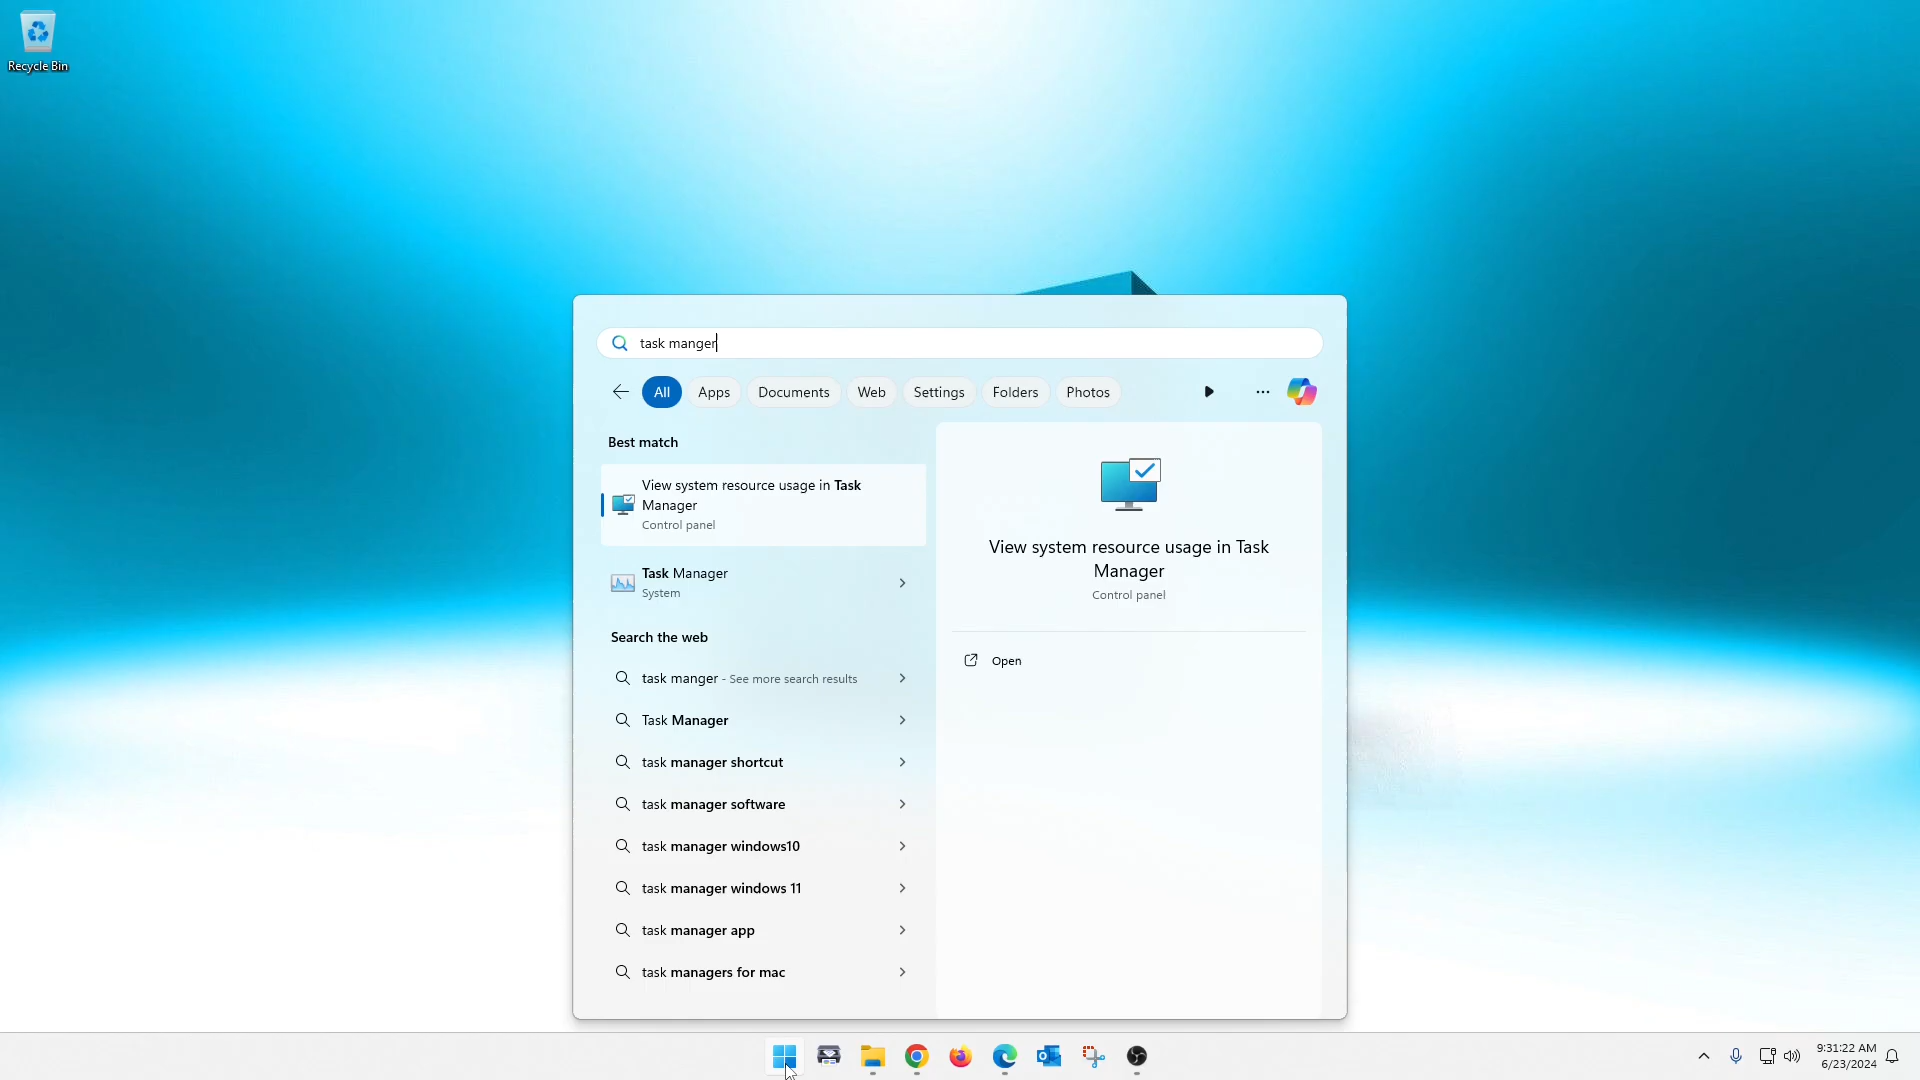 Recycle Bin
task manger
All Apps Documents Web Settings Folders Photos
Best match
View system resource usage in Task
Manager
Control panel
Task Manager
System
Search the web
task manger - See more search results
Task Manager
task manager shortcut
task manager software
task manager windows10
task manager windows 11
task manager app
task managers for mac
View system resource usage in Task
Manager
Control panel
Open
9:31:22 AM
6/23/2024